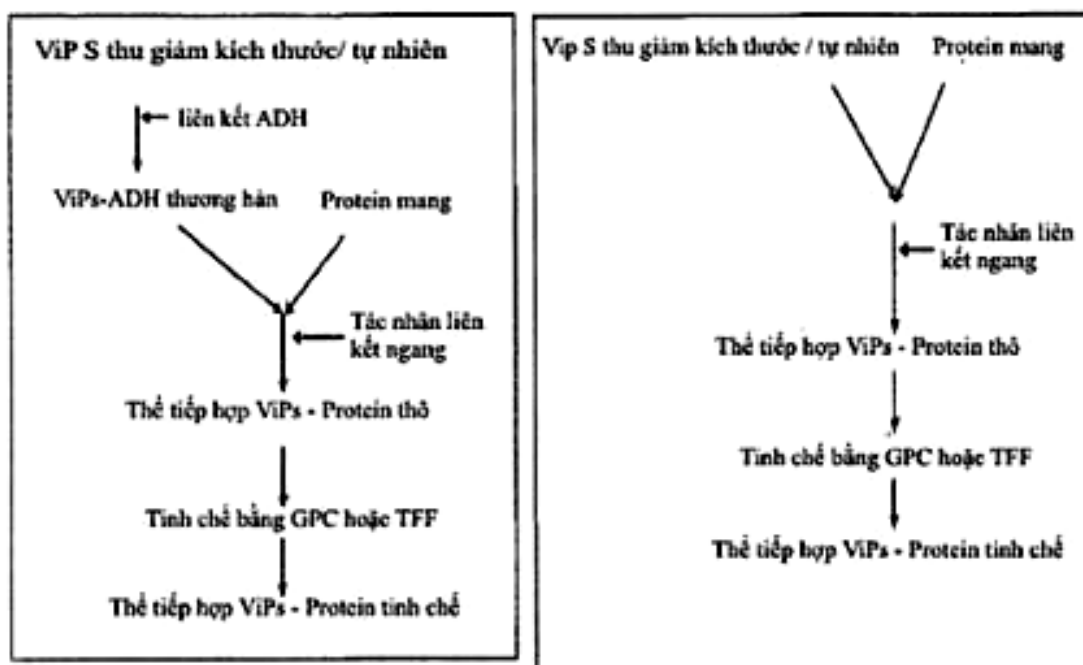 ViP S thu giảm kích thước/ tự nhiên
liên kết ADH
ViPs-ADH thương hàn
Protein mang
Tác nhân liên
kết ngang
Thể tiếp hợp ViPs - Protein thô
Tinh chế bằng GPC hoặc TFF
Thể tiếp hợp ViPs - Protein tinh chế
Vip S thu giảm kích thước / tự nhiên
Protein mang
Tác nhân liên
kết ngang
Thể tiếp hợp ViPs - Protein thô
Tinh chế bằng GPC hoặc TFF
Thể tiếp hợp ViPs - Protein tinh chế